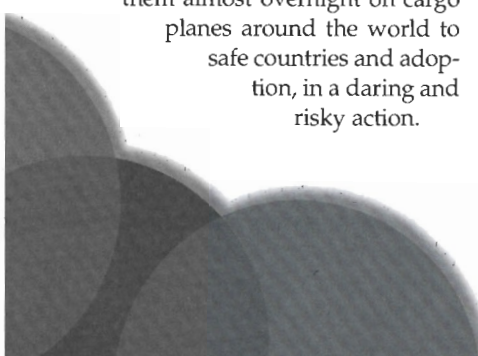 them almost overnight on cargo
planes around the world to
safe countries and adop-
tion, in a daring and
risky action.